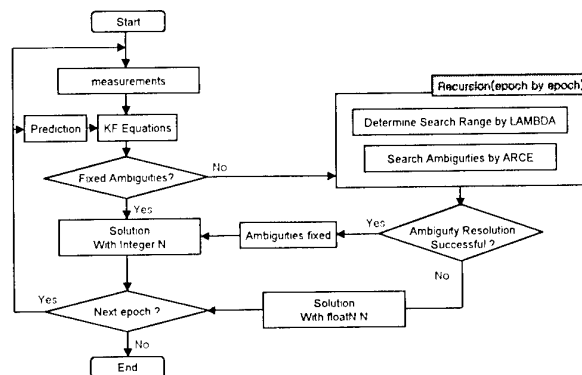 Start
measurements
Recursion(epoch by epoch)
Prediction
KF Equations
Determine Search Range by LAMBDA
Search Ambiguities by ARCE
Fixed Ambiguities?
No
Yes
Solution
With Integer N
Ambiguities fixed
Yes
Ambiguity Resolution
Successful ?
No
Yes
Next epoch ?
Solution
With floatN N
No
End